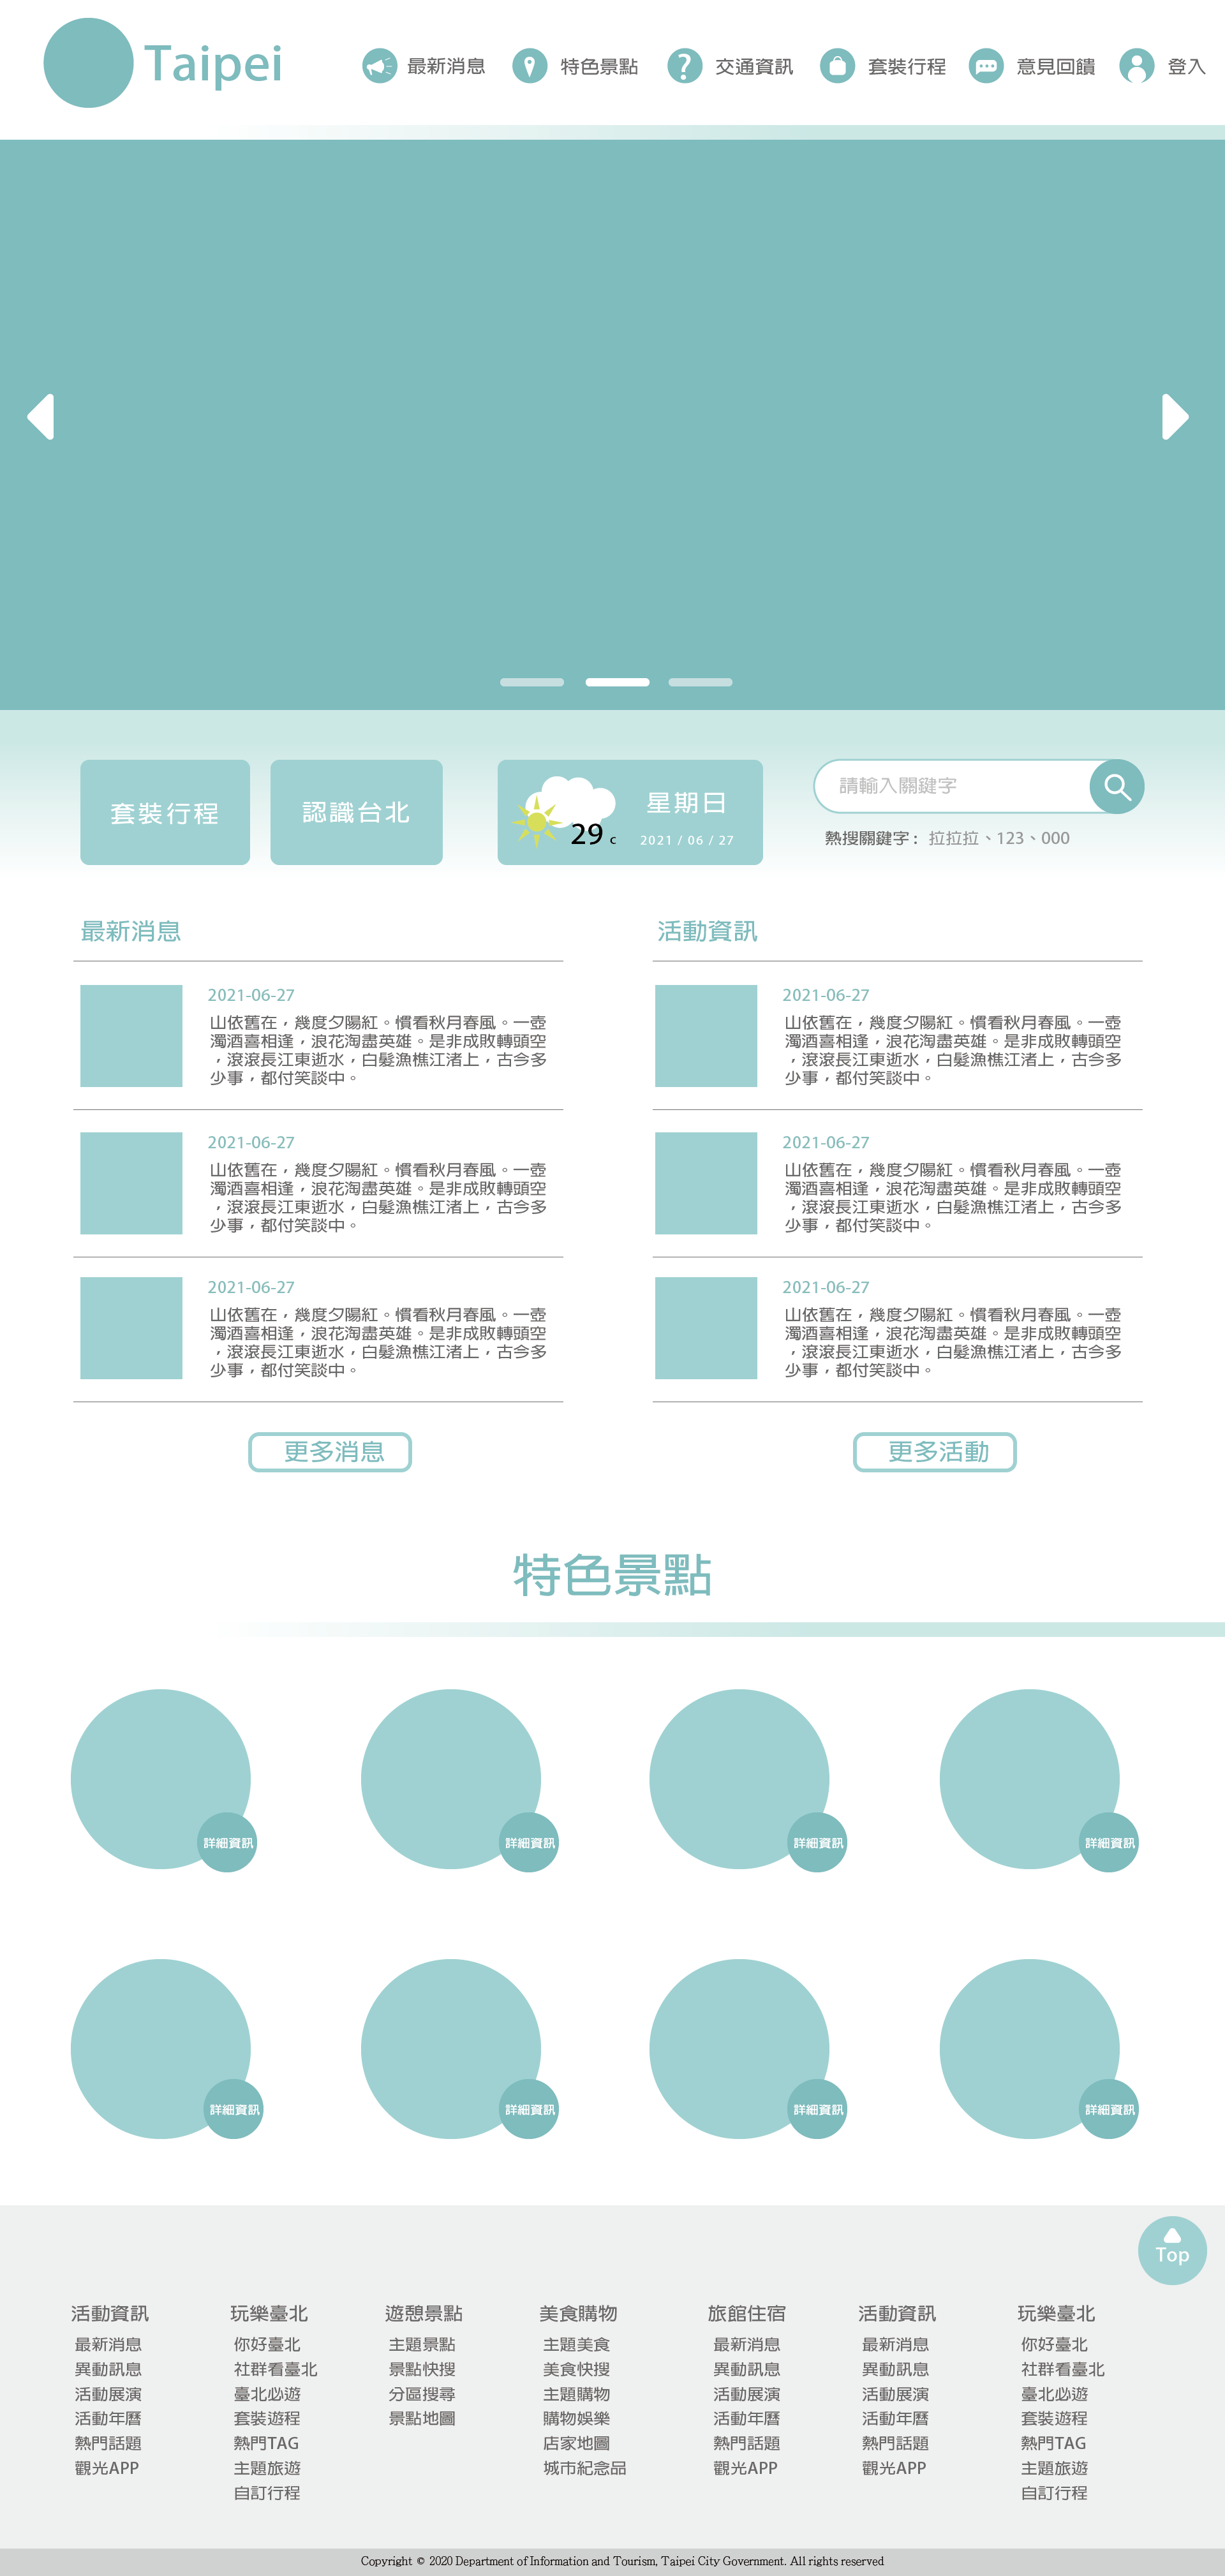 Taipei
最新消息
特色景點
交通資訊
套裝行程
意見回饋
登入
套裝行程
認識台北
29 c
星期日
2021 / 06 / 27
請輸入關鍵字
熱搜關鍵字： 拉拉拉、123、000
最新消息
2021-06-27
山依舊在，幾度夕陽紅。慣看秋月春風。一壺
濁酒喜相逢，浪花淘盡英雄。是非成敗轉頭空
，滾滾長江東逝水，白髮漁樵江渚上，古今多
少事，都付笑談中。
2021-06-27
山依舊在，幾度夕陽紅。慣看秋月春風。一壺
濁酒喜相逢，浪花淘盡英雄。是非成敗轉頭空
，滾滾長江東逝水，白髮漁樵江渚上，古今多
少事，都付笑談中。
2021-06-27
山依舊在，幾度夕陽紅。慣看秋月春風。一壺
濁酒喜相逢，浪花淘盡英雄。是非成敗轉頭空
，滾滾長江東逝水，白髮漁樵江渚上，古今多
少事，都付笑談中。
更多消息
活動資訊
2021-06-27
山依舊在，幾度夕陽紅。慣看秋月春風。一壺
濁酒喜相逢，浪花淘盡英雄。是非成敗轉頭空
，滾滾長江東逝水，白髮漁樵江渚上，古今多
少事，都付笑談中。
2021-06-27
山依舊在，幾度夕陽紅。慣看秋月春風。一壺
濁酒喜相逢，浪花淘盡英雄。是非成敗轉頭空
，滾滾長江東逝水，白髮漁樵江渚上，古今多
少事，都付笑談中。
2021-06-27
山依舊在，幾度夕陽紅。慣看秋月春風。一壺
濁酒喜相逢，浪花淘盡英雄。是非成敗轉頭空
，滾滾長江東逝水，白髮漁樵江渚上，古今多
少事，都付笑談中。
更多活動
特色景點
詳細資訊
詳細資訊
詳細資訊
詳細資訊
詳細資訊
詳細資訊
詳細資訊
詳細資訊
Top
活動資訊
最新消息
異動訊息
活動展演
活動年曆
熱門話題
觀光APP
玩樂臺北
你好臺北
社群看臺北
臺北必遊
套裝遊程
熱門TAG
主題旅遊
自訂行程
遊憩景點
主題景點
景點快搜
分區搜尋
景點地圖
美食購物
主題美食
美食快搜
主題購物
購物娛樂
店家地圖
城市紀念品
旅館住宿
最新消息
異動訊息
活動展演
活動年曆
熱門話題
觀光APP
活動資訊
最新消息
異動訊息
活動展演
活動年曆
熱門話題
觀光APP
玩樂臺北
你好臺北
社群看臺北
臺北必遊
套裝遊程
熱門TAG
主題旅遊
自訂行程
Copyright © 2020 Department of Information and Tourism, Taipei City Government. All rights reserved